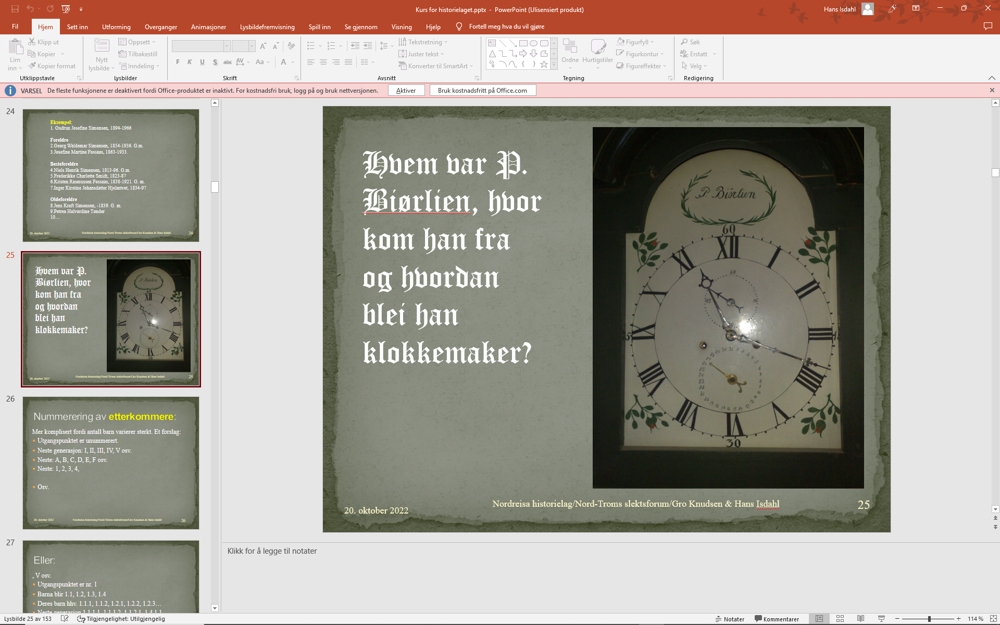 Kurs for historielaget.pptx - PowerPoint (Ulisensiert produkt)
Hans Isdahl
Fil Hjem Sett inn Utforming Overganger Animasjoner Lysbildefremvisning Spill inn Se gjennom Visning Hjelp Fortell meg hva du vil gjøre
Lim inn
Klipp ut
Kopier
Kopier format
Utklippstavle
Nytt lysbilde
Oppsett
Tilbakestill
Inndeling
Lysbilder
F K U S abc AV Aa A
Skrift
Tekstretning
Juster tekst
Konverter til SmartArt
Avsnitt
Ordne
Hurtigstiler
Figurfyll
Figurkontur
Figureffekter
Tegning
Søk
Erstatt
Velg
Redigering
VARSEL De fleste funksjonene er deaktivert fordi Office-produktet er inaktivt. For kostnadsfri bruk, logg på og bruk nettversjonen. Aktiver Bruk kostnadsfritt på Office.com
24
Eksempel:
1. Gudrun Josefine Simonsen, 1894-1966
Foreldre
2.Georg Waldemar Simonsen, 1854-1936. G.m.
3.Josefine Martine Fossaas, 1863-1933.
Besteforeldre
4.Niels Henrik Simonsen, 1813-96. G.m.
5.Frederikke Charlotte Smidt, 1823-87
6.Kristen Rasmussen Fossaas, 1838-1921. G. m.
7.Inger Kirstine Johansdatter Hjelmtvet, 1834-97
Oldeforeldre
8.Jens Kraft Simonsen, -1839. G. m.
9.Petrea Halvordine Tønder
10...
20. oktober 2022 Nordreisa historielag/Nord-Troms slektsforum/Gro Knudsen & Hans Isdahl 24
25
Hvem var P.
Biørlien, hvor
kom han fra
og hvordan
blei han
klokkemaker?
20. oktober 2022 Nordreisa historielag/Nord-Troms slektsforum/Gro Knudsen & Hans Isdahl 25
26
Nummerering av etterkommere:
Mer komplisert fordi antall barn varierer sterkt. Et forslag:
• Utgangspunktet er unummerert.
• Neste generasjon: I, II, III, IV, V osv.
• Neste: A, B, C, D, E, F osv.
• Neste: 1, 2, 3, 4,
• Osv.
20. oktober 2022 Nordreisa historielag/Nord-Troms slektsforum/Gro Knudsen & Hans Isdahl 26
27
Eller:
, V osv.
• Utgangspunktet er nr. 1
• Barna blir 1.1, 1.2, 1.3, 1.4
• Deres barn hhv. 1.1.1, 1.1.2, 1.2.1, 1.2.2, 1.2.3...
Hvem var P.
Biørlien, hvor
kom han fra
og hvordan
blei han
klokkemaker?
P. Biörlien
60
XII
30
20. oktober 2022
Nordreisa historielag/Nord-Troms slektsforum/Gro Knudsen & Hans Isdahl
25
Klikk for å legge til notater
Lysbilde 25 av 153 Tilgjengelighet: Utilgjengelig Notater Kommentarer 114 %